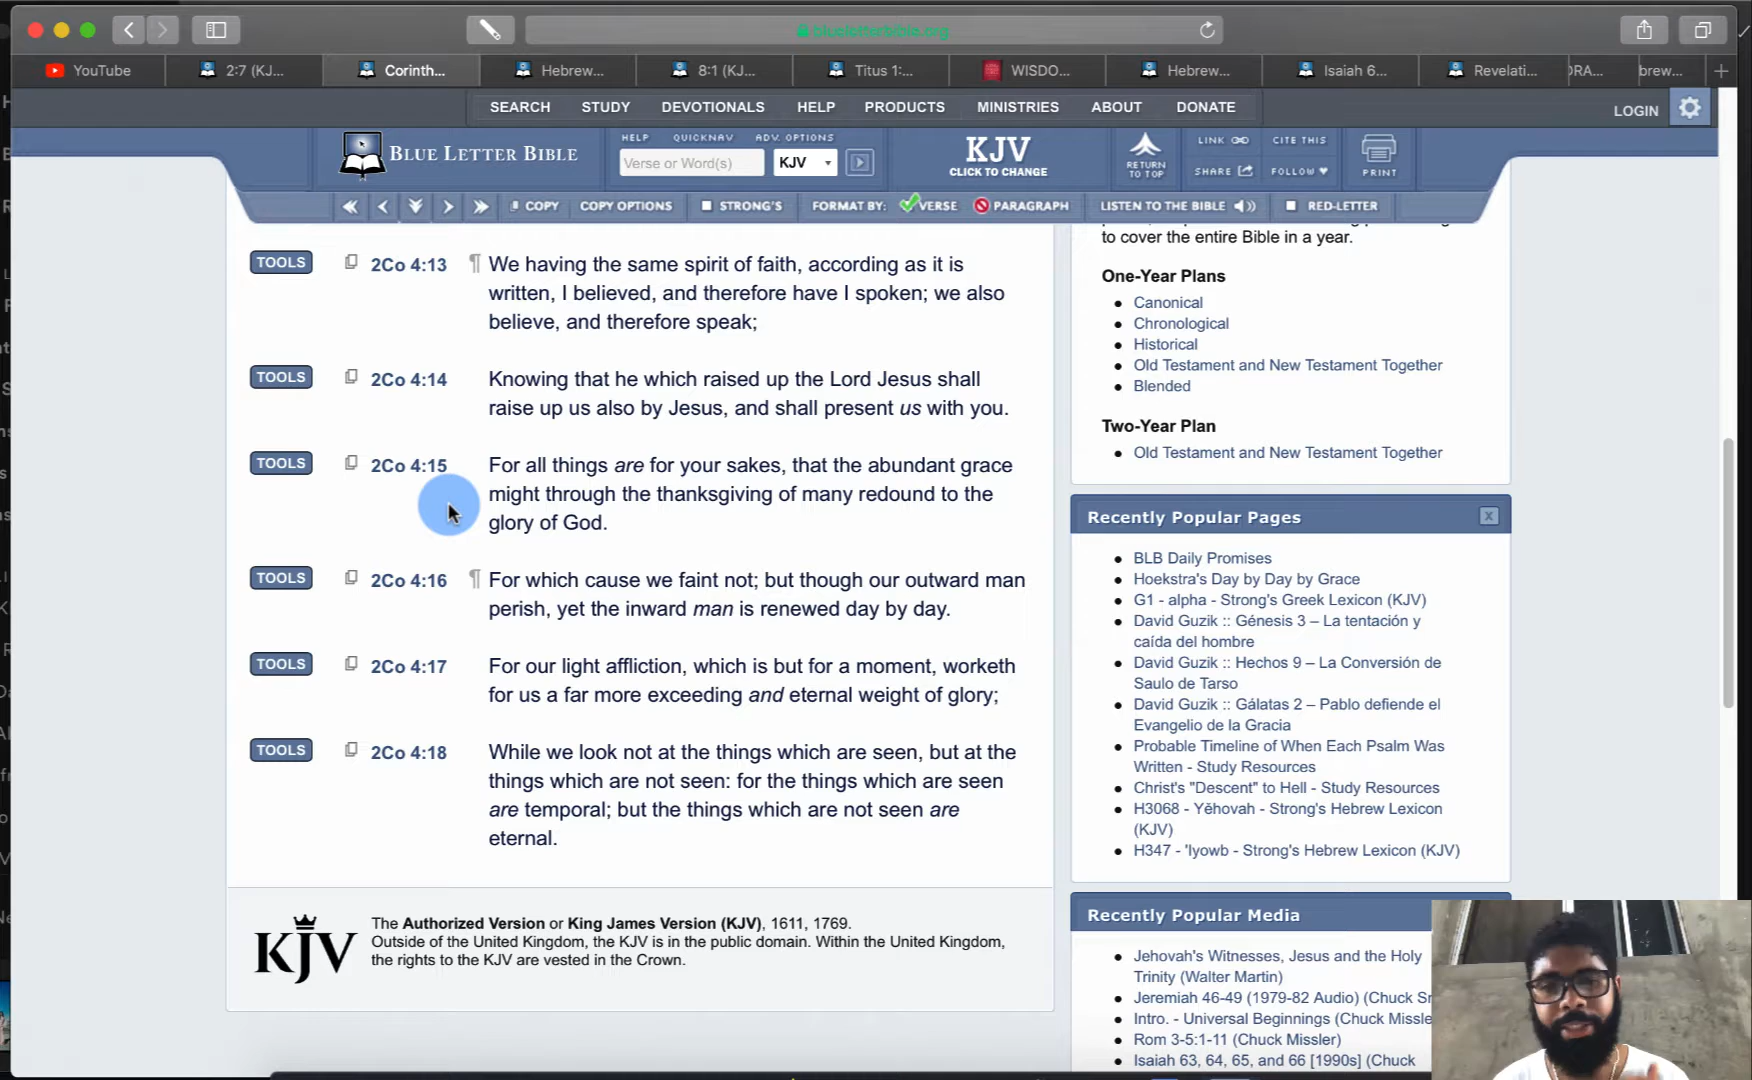 blueletterbible.org
YouTube
2:7 (KJ...
Corinth...
Hebrew...
8:1 (KJ...
Titus 1:...
WISDO...
Hebrew...
Isaiah 6...
Revelati...
SEARCH STUDY DEVOTIONALS HELP PRODUCTS MINISTRIES ABOUT DONATE
LOGIN
BLUE LETTER BIBLE
HELP QUICKNAV ADV. OPTIONS
Verse or Word(s) KJV
KJV
CLICK TO CHANGE
RETURN
TO TOP
LINK CITE THIS
SHARE FOLLOW
PRINT
COPY COPY OPTIONS STRONG'S FORMAT BY: VERSE PARAGRAPH LISTEN TO THE BIBLE RED-LETTER
TOOLS 2Co 4:13 ¶ We having the same spirit of faith, according as it is
written, I believed, and therefore have I spoken; we also
believe, and therefore speak;
TOOLS 2Co 4:14 Knowing that he which raised up the Lord Jesus shall
raise up us also by Jesus, and shall present us with you.
TOOLS 2Co 4:15 For all things are for your sakes, that the abundant grace
might through the thanksgiving of many redound to the
glory of God.
TOOLS 2Co 4:16 ¶ For which cause we faint not; but though our outward man
perish, yet the inward man is renewed day by day.
TOOLS 2Co 4:17 For our light affliction, which is but for a moment, worketh
for us a far more exceeding and eternal weight of glory;
TOOLS 2Co 4:18 While we look not at the things which are seen, but at the
things which are not seen: for the things which are seen
are temporal; but the things which are not seen are
eternal.
KJV
The Authorized Version or King James Version (KJV), 1611, 1769.
Outside of the United Kingdom, the KJV is in the public domain. Within the United Kingdom,
the rights to the KJV are vested in the Crown.
to cover the entire Bible in a year.
One-Year Plans
Canonical
Chronological
Historical
Old Testament and New Testament Together
Blended
Two-Year Plan
Old Testament and New Testament Together
Recently Popular Pages
BLB Daily Promises
Hoekstra's Day by Day by Grace
G1 - alpha - Strong's Greek Lexicon (KJV)
David Guzik :: Génesis 3 – La tentación y
caída del hombre
David Guzik :: Hechos 9 – La Conversión de
Saulo de Tarso
David Guzik :: Gálatas 2 – Pablo defiende el
Evangelio de la Gracia
Probable Timeline of When Each Psalm Was
Written - Study Resources
Christ's "Descent" to Hell - Study Resources
H3068 - Yĕhovah - Strong's Hebrew Lexicon
(KJV)
H347 - 'Iyowb - Strong's Hebrew Lexicon (KJV)
Recently Popular Media
Jehovah's Witnesses, Jesus and the Holy
Trinity (Walter Martin)
Jeremiah 46-49 (1979-82 Audio) (Chuck
Intro. - Universal Beginnings (Chuck
Rom 3-5:1-11 (Chuck Missler)
Isaiah 63, 64, 65, and 66 [1990s] (Chuck